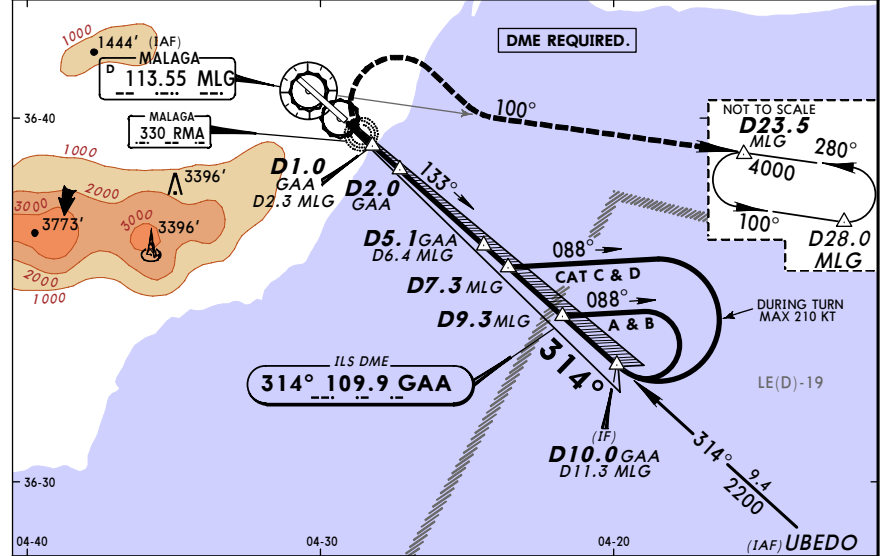 1000
1444' (IAF)
MALAGA
D 113.55 MLG
DME REQUIRED.
36-40
MALAGA
330 RMA
100°
NOT TO SCALE
D23.5
MLG
280°
4000
100°
D28.0
MLG
1000
2000
3000
3773'
3396'
3000
3396'
2000
1000
D1.0
GAA
D2.3 MLG
D2.0
GAA
133°
D5.1 GAA
D6.4 MLG
088°
CAT C & D
D7.3 MLG
088°
A & B
D9.3 MLG
DURING TURN
MAX 210 KT
ILS DME
314° 109.9 GAA
314°
LE(D)-19
(IF)
D10.0 GAA
D11.3 MLG
314°
9.4
2200
36-30
04-40
04-30
04-20
(IAF) UBEDO